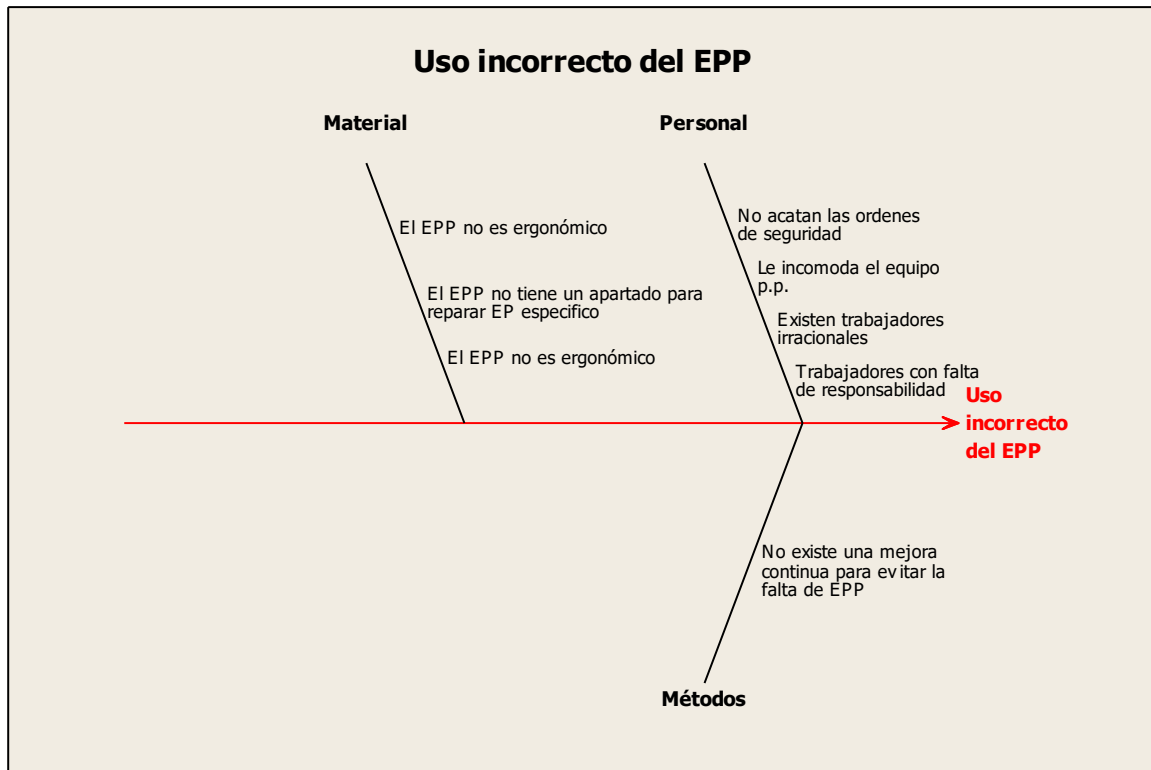 Uso incorrecto del EPP
Material
Personal
El EPP no es ergonómico
El EPP no tiene un apartado para
reparar EP especifico
El EPP no es ergonómico
No acatan las ordenes
de seguridad
Le incomoda el equipo
p.p.
Existen trabajadores
irracionales
Trabajadores con falta
de responsabilidad
Uso
incorrecto
del EPP
No existe una mejora
continua para evitar la
falta de EPP
Métodos